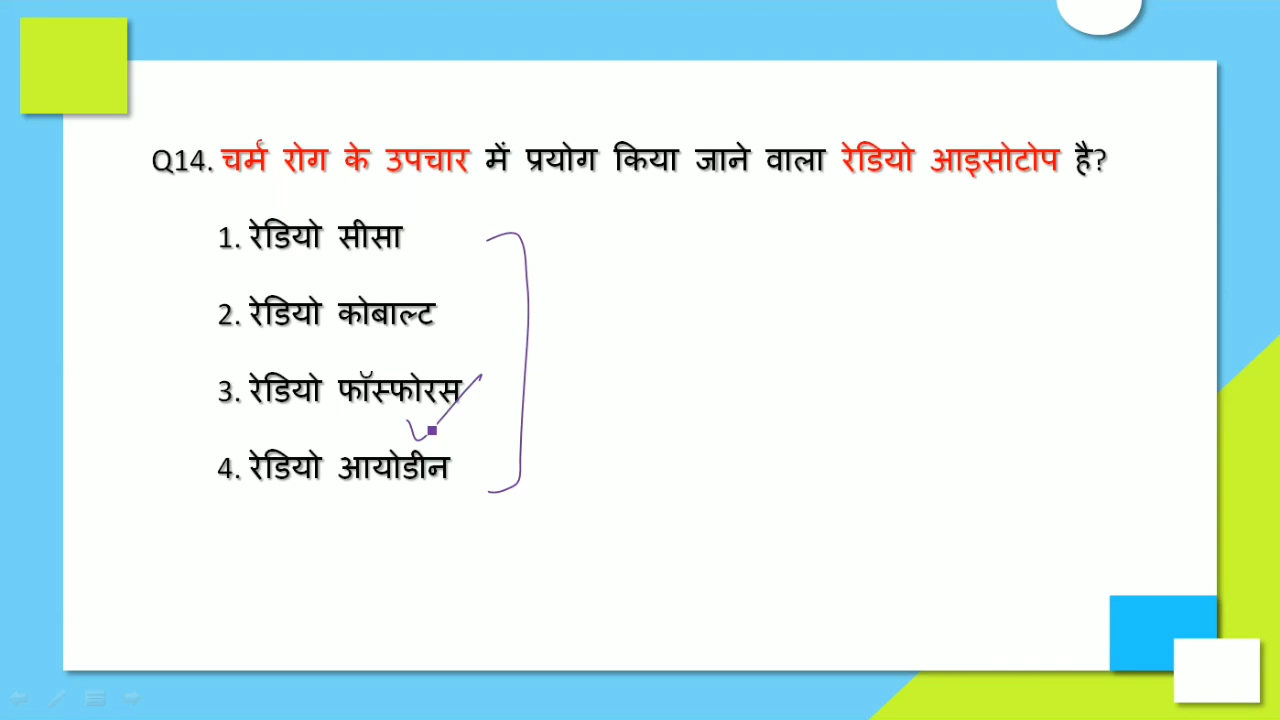 Q14. चर्म रोग के उपचार में प्रयोग किया जाने वाला रेडियो आइसोटोप है?
1. रेडियो सीसा
2. रेडियो कोबाल्ट
3. रेडियो फॉस्फोरस
4. रेडियो आयोडीन